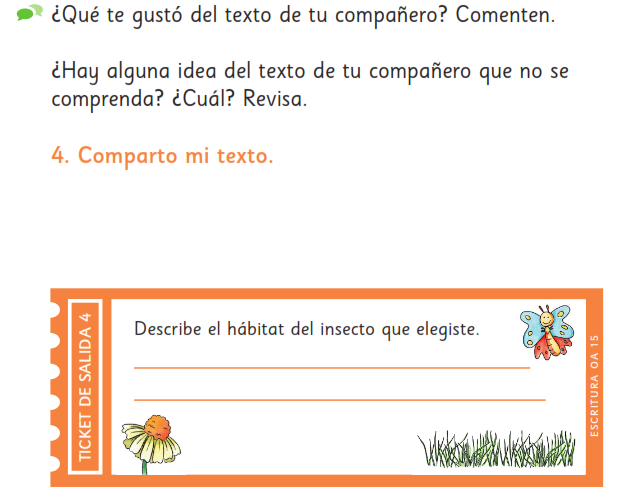 ¿Qué te gustó del texto de tu compañero? Comenten.
¿Hay alguna idea del texto de tu compañero que no se
comprenda? ¿Cuál? Revisa.
4. Comparto mi texto.
TICKET DE SALIDA 4
Describe el hábitat del insecto que elegiste.
ESCRITURA OA 15